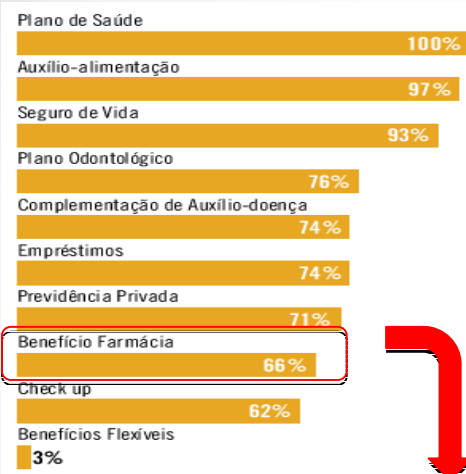 Plano de Saúde
100%
Auxílio-alimentação
97%
Seguro de Vida
93%
Plano Odontológico
76%
Complementação de Auxílio-doença
74%
Empréstimos
74%
Previdência Privada
71%
Benefício Farmácia
66%
Check up
62%
Benefícios Flexíveis
3%